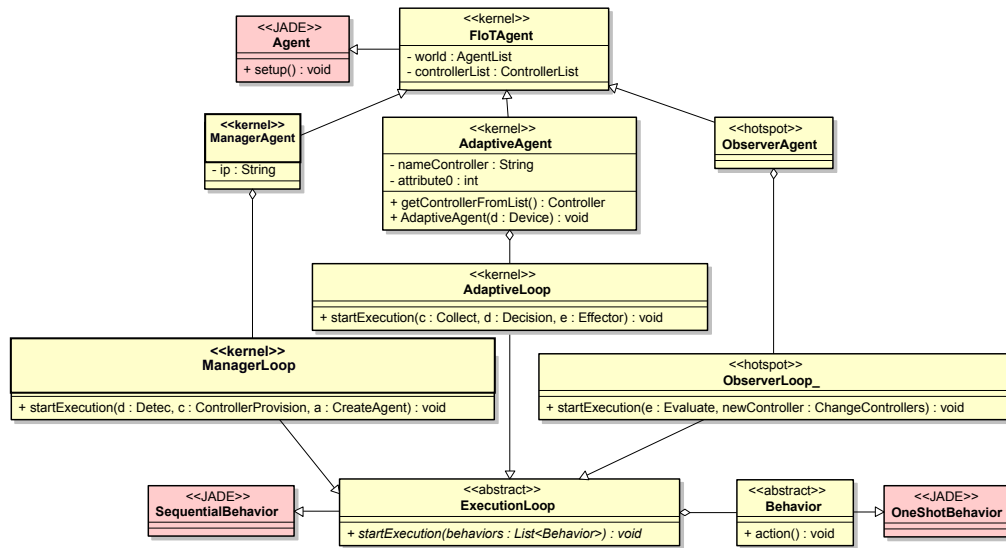 <<JADE>>
Agent
+ setup() : void
<<kernel>>
FIoTAgent
- world : AgentList
- controllerList : ControllerList
<<kernel>>
ManagerAgent
- ip : String
<<kernel>>
AdaptiveAgent
- nameController : String
- attribute0 : int
+ getControllerFromList() : Controller
+ AdaptiveAgent(d : Device) : void
<<hotspot>>
ObserverAgent
<<kernel>>
AdaptiveLoop
+ startExecution(c : Collect, d : Decision, e : Effector) : void
<<kernel>>
ManagerLoop
+ startExecution(d : Detec, c : ControllerProvision, a : CreateAgent) : void
<<hotspot>>
ObserverLoop_
+ startExecution(e : Evaluate, newController : ChangeControllers) : void
<<JADE>>
SequentialBehavior
<<abstract>>
ExecutionLoop
+ startExecution(behaviors : List<Behavior>) : void
<<abstract>>
Behavior
+ action() : void
<<JADE>>
OneShotBehavior